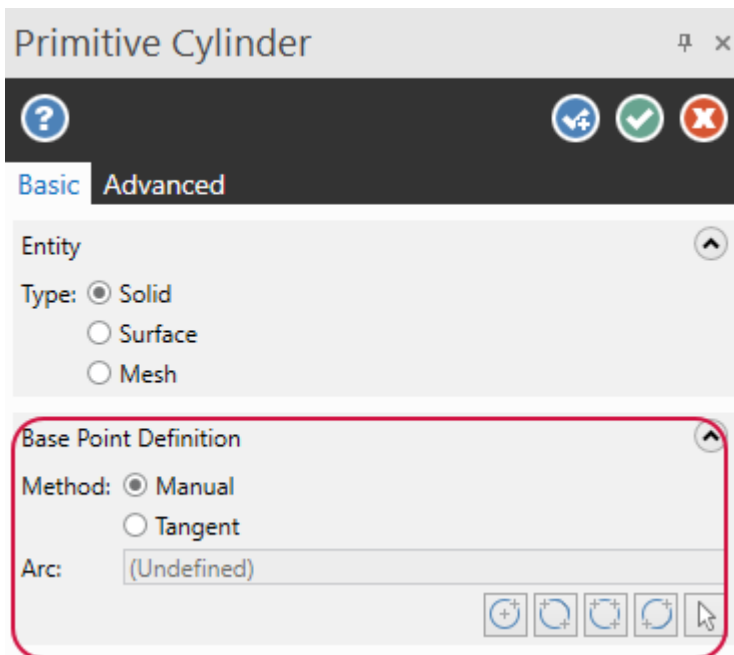 Primitive Cylinder
Basic Advanced
Entity
Type: Solid
Surface
Mesh
Base Point Definition
Method: Manual
Tangent
Arc: (Undefined)